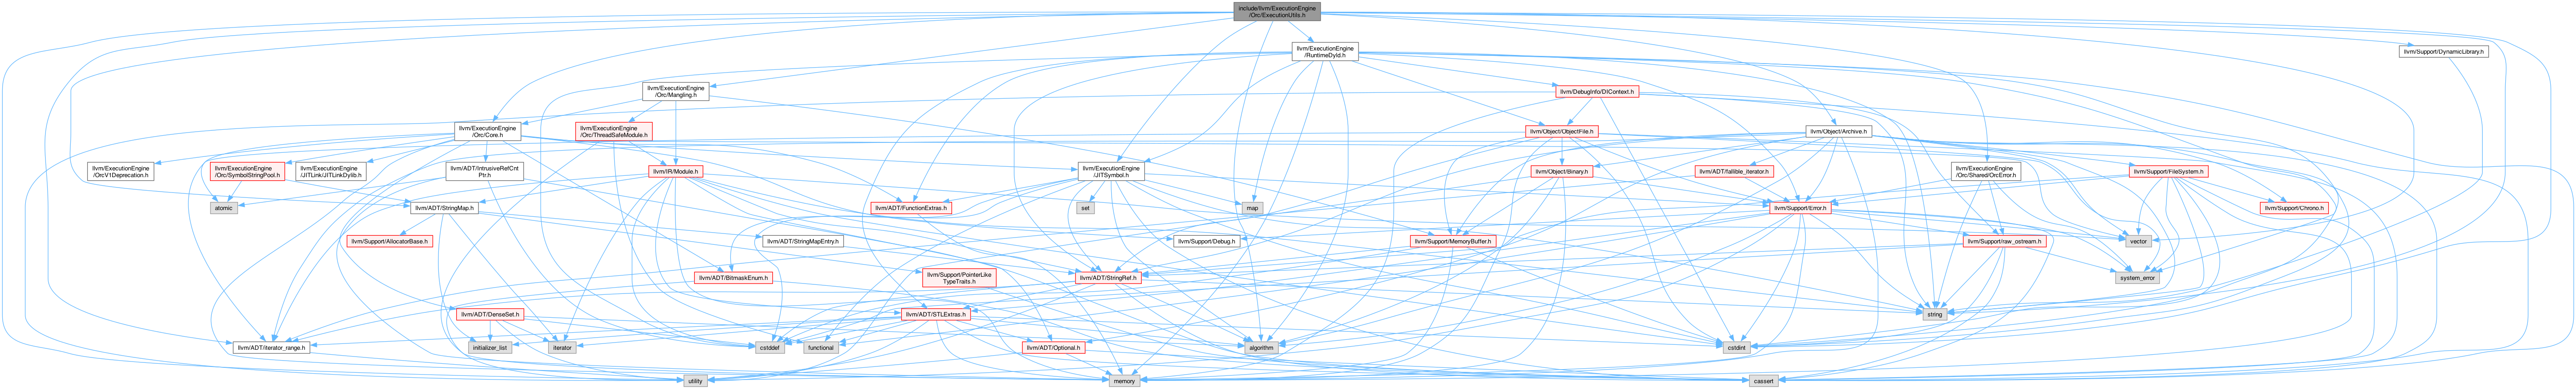 include/llvm/ExecutionEngine
/Orc/ExecutionUtils.h
llvm/ExecutionEngine
/RuntimeDyld.h
llvm/Support/DynamicLibrary.h
llvm/ExecutionEngine
/Orc/Mangling.h
llvm/DebugInfo/DIContext.h
llvm/ExecutionEngine
/Orc/Core.h
llvm/ExecutionEngine
/Orc/ThreadSafeModule.h
llvm/Object/ObjectFile.h
llvm/Object/Archive.h
llvm/ExecutionEngine
/OrcV1Deprecation.h
llvm/ExecutionEngine
/Orc/SymbolStringPool.h
llvm/ExecutionEngine
/JITLink/JITLinkDylib.h
llvm/ADT/IntrusiveRefCnt
Ptr.h
llvm/IR/Module.h
llvm/ExecutionEngine
/JITSymbol.h
llvm/Object/Binary.h
llvm/ADT/fallible_iterator.h
llvm/ExecutionEngine
/Orc/Shared/OrcError.h
llvm/Support/FileSystem.h
atomic
llvm/ADT/StringMap.h
llvm/ADT/FunctionExtras.h
set
map
llvm/Support/Error.h
llvm/Support/Chrono.h
llvm/Support/AllocatorBase.h
llvm/ADT/StringMapEntry.h
llvm/Support/Debug.h
llvm/Support/MemoryBuffer.h
llvm/Support/raw_ostream.h
vector
llvm/ADT/BitmaskEnum.h
llvm/Support/PointerLike
TypeTraits.h
llvm/ADT/StringRef.h
system_error
llvm/ADT/DenseSet.h
llvm/ADT/STLExtras.h
string
llvm/ADT/iterator_range.h
initializer_list
iterator
cstddef
functional
llvm/ADT/Optional.h
algorithm
cstdint
utility
memory
cassert